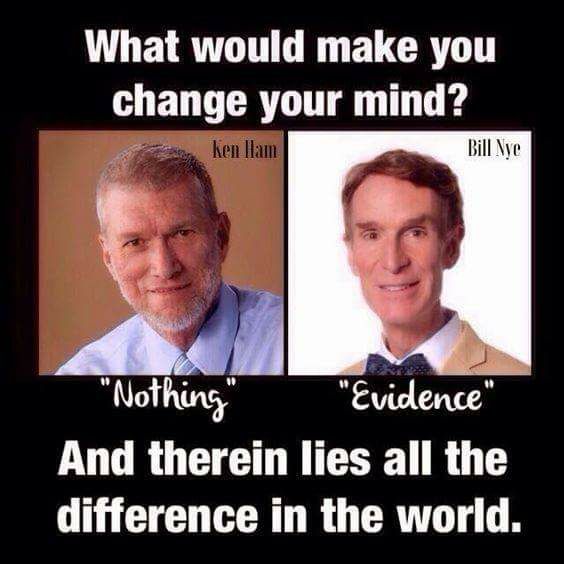 What would make you
change your mind?
Ken Ham
Bill Nye
"Nothing"
"Evidence"
And therein lies all the
difference in the world.